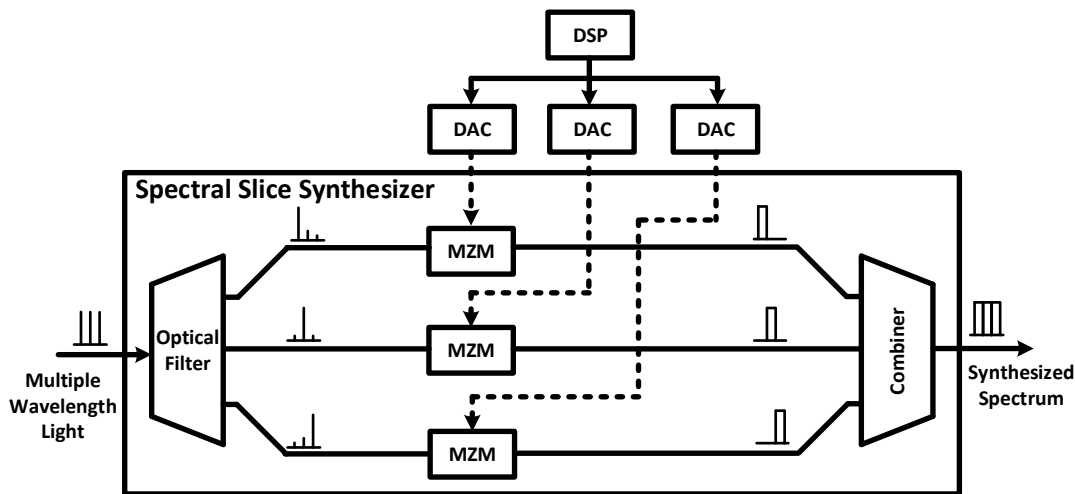 DSP
DAC
DAC
DAC
Spectral Slice Synthesizer
MZM
Optical
Filter
MZM
Combiner
Multiple
Wavelength
Light
Synthesized
Spectrum
MZM